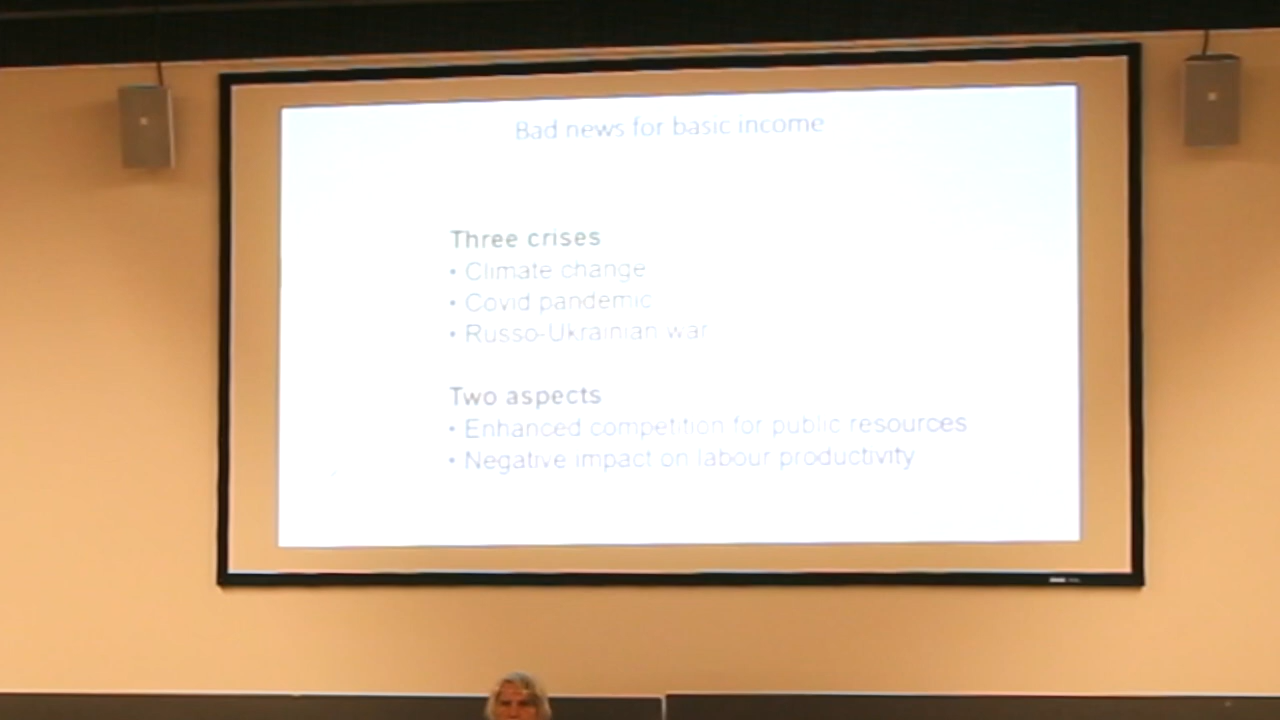 Bad news for basic income
Three crises
• Climate change
• Covid pandemic
• Russo-Ukrainian war
Two aspects
• Enhanced competition for public resources
• Negative impact on labour productivity